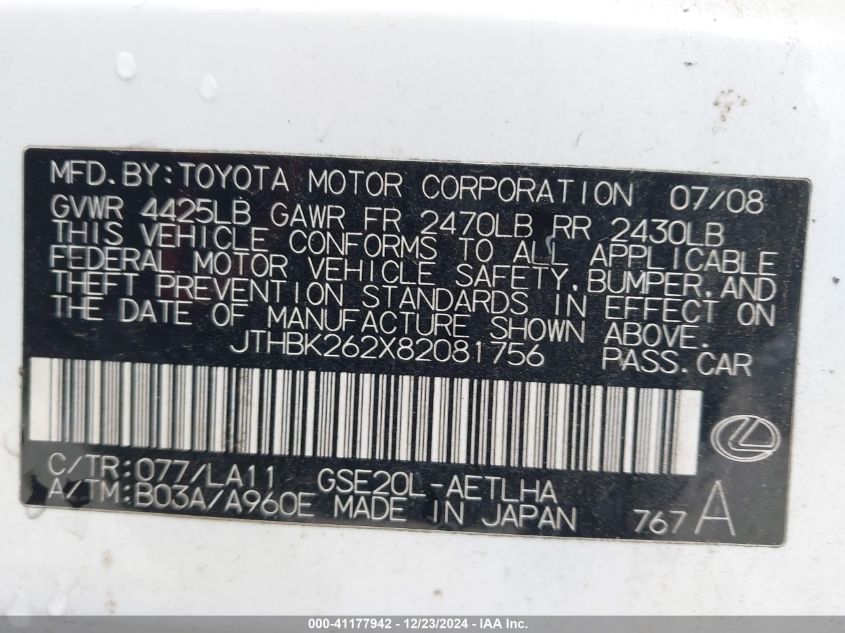 MFD.BY:TOYOTA MOTOR CORPORATION 07/08
GVWR 4425LB GAWR FR 2470LB RR 2430LB
THIS VEHICLE CONFORMS TO ALL APPLICABLE
FEDERAL MOTOR VEHICLE SAFETY,BUMPER,AND
THEFT PREVENTION STANDARDS IN EFFECT ON
THE DATE OF MANUFACTURE SHOWN ABOVE.
JTHBK262X82081756 PASS.CAR
C/TR:077/LA11 GSE20L-AETLHA
A/TM:B03A/A960E MADE IN JAPAN 767 A
000-41177942 - 12/23/2024 - IAA Inc.